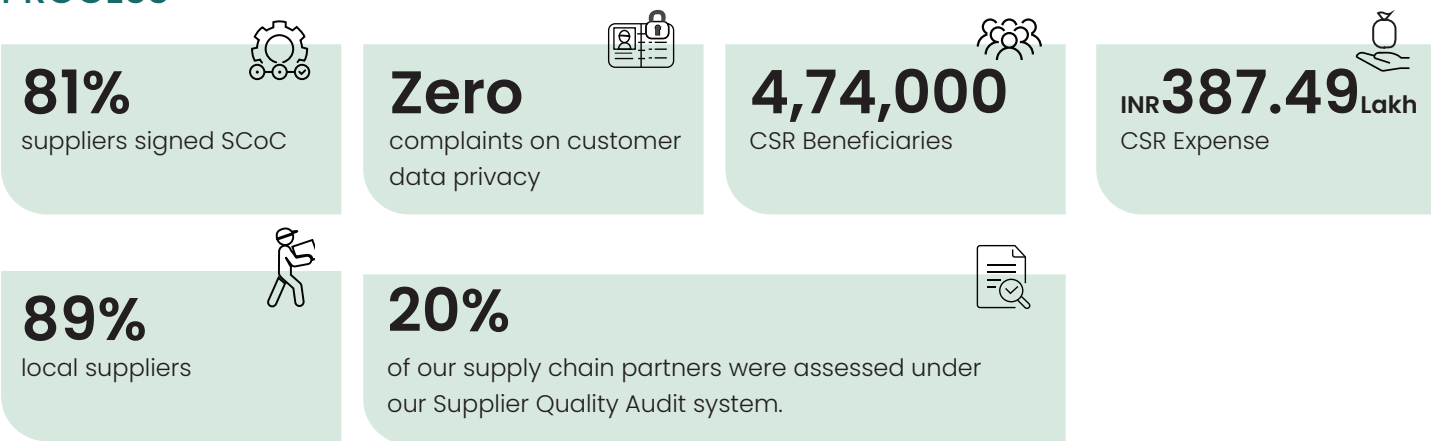 PROCESS
81%
suppliers signed SCoC
Zero
complaints on customer
data privacy
4,74,000
CSR Beneficiaries
INR387.49Lakh
CSR Expense
89%
local suppliers
20%
of our supply chain partners were assessed under
our Supplier Quality Audit system.